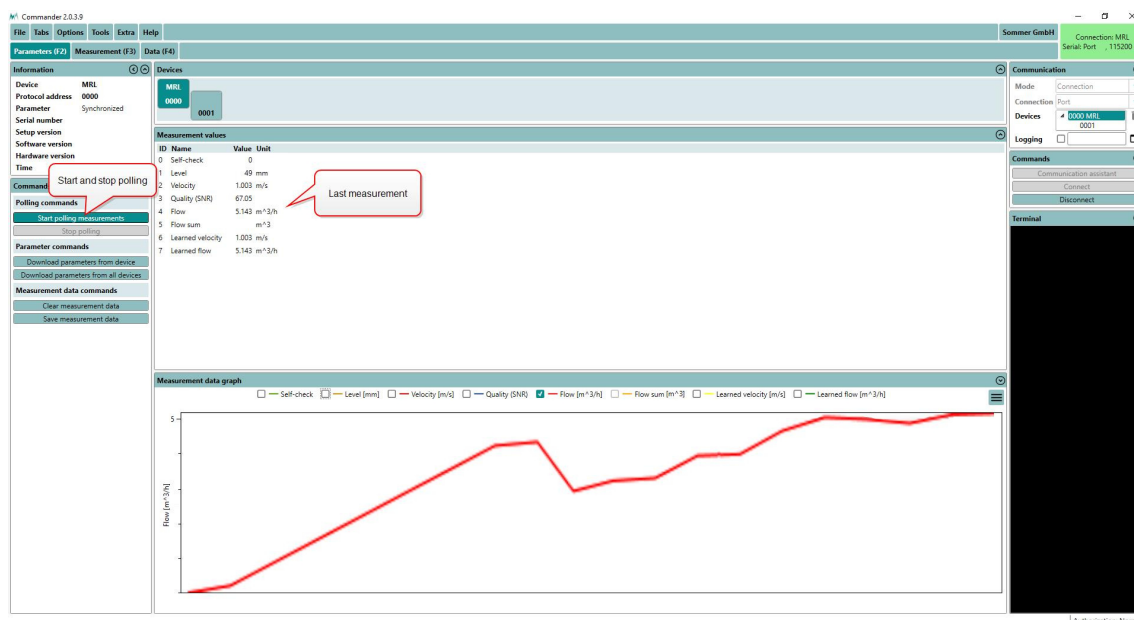 Commander 2.0.3.9
File Tabs Options Tools Extra Help
Sommer GmbH
Connection: MRL
Serial: Port , 115200
Parameters (F2) Measurement (F3) Data (F4)
Information
Device MRL
Protocol address 0000
Parameter Synchronized
Serial number
Setup version
Software version
Hardware version
Time
Start and stop polling
Polling commands
Start polling measurements
Stop polling
Parameter commands
Download parameters from device
Download parameters from all devices
Measurement data commands
Clear measurement data
Save measurement data
Devices
MRL
0000
0001
Measurement values
ID Name Value Unit
0 Self-check 0
1 Level 49 mm
2 Velocity 1.003 m/s
3 Quality (SNR) 67.05
4 Flow 5.143 m^3/h
5 Flow sum m^3
6 Learned velocity 1.003 m/s
7 Learned flow 5.143 m^3/h
Last measurement
Measurement data graph
Self-check Level [mm] Velocity [m/s] Quality (SNR) Flow [m^3/h] Flow sum [m^3] Learned velocity [m/s] Learned flow [m^3/h]
5
Flow [m^3/h]
Communication
Mode Connection
Connection Port
Devices 0000 MRL
0001
Logging
Commands
Communication assistant
Connect
Disconnect
Terminal